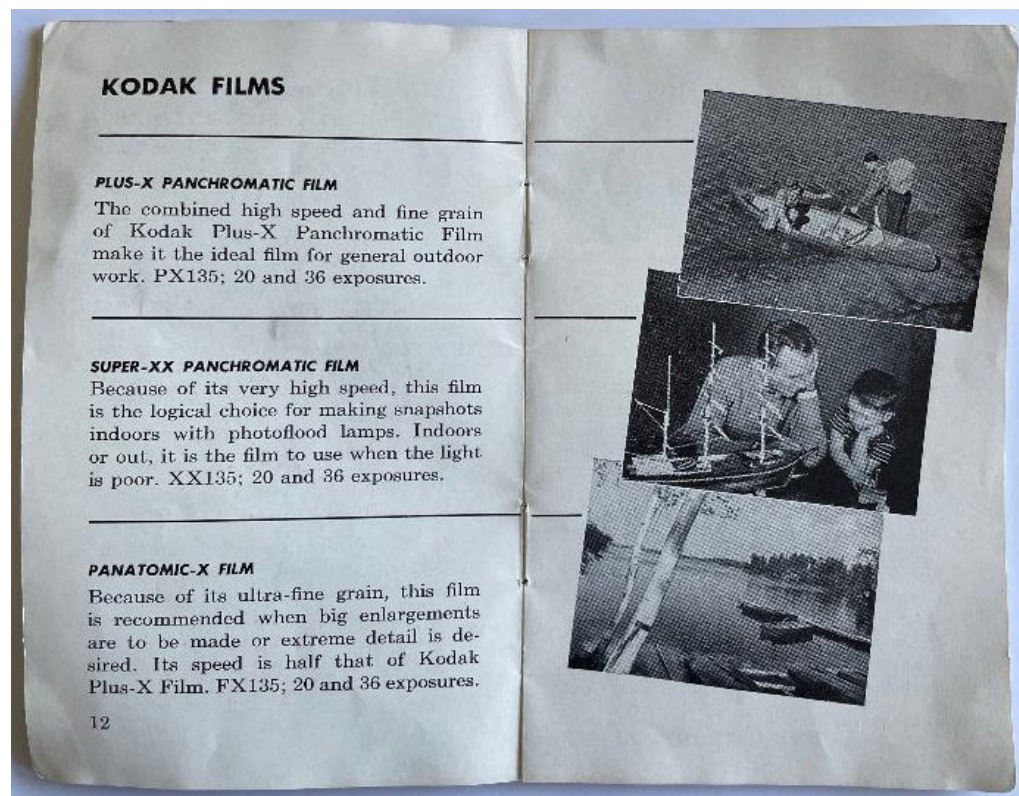 KODAK FILMS
PLUS-X PANCHROMATIC FILM
The combined high speed and fine grain
of Kodak Plus-X Panchromatic Film
make it the ideal film for general outdoor
work. PX135; 20 and 36 exposures.
SUPER-XX PANCHROMATIC FILM
Because of its very high speed, this film
is the logical choice for making snapshots
indoors with photoflood lamps. Indoors
or out, it is the film to use when the light
is poor. XX135; 20 and 36 exposures.
PANATOMIC-X FILM
Because of its ultra-fine grain, this film
is recommended when big enlargements
are to be made or extreme detail is de-
sired. Its speed is half that of Kodak
Plus-X Film. FX135; 20 and 36 exposures.
12